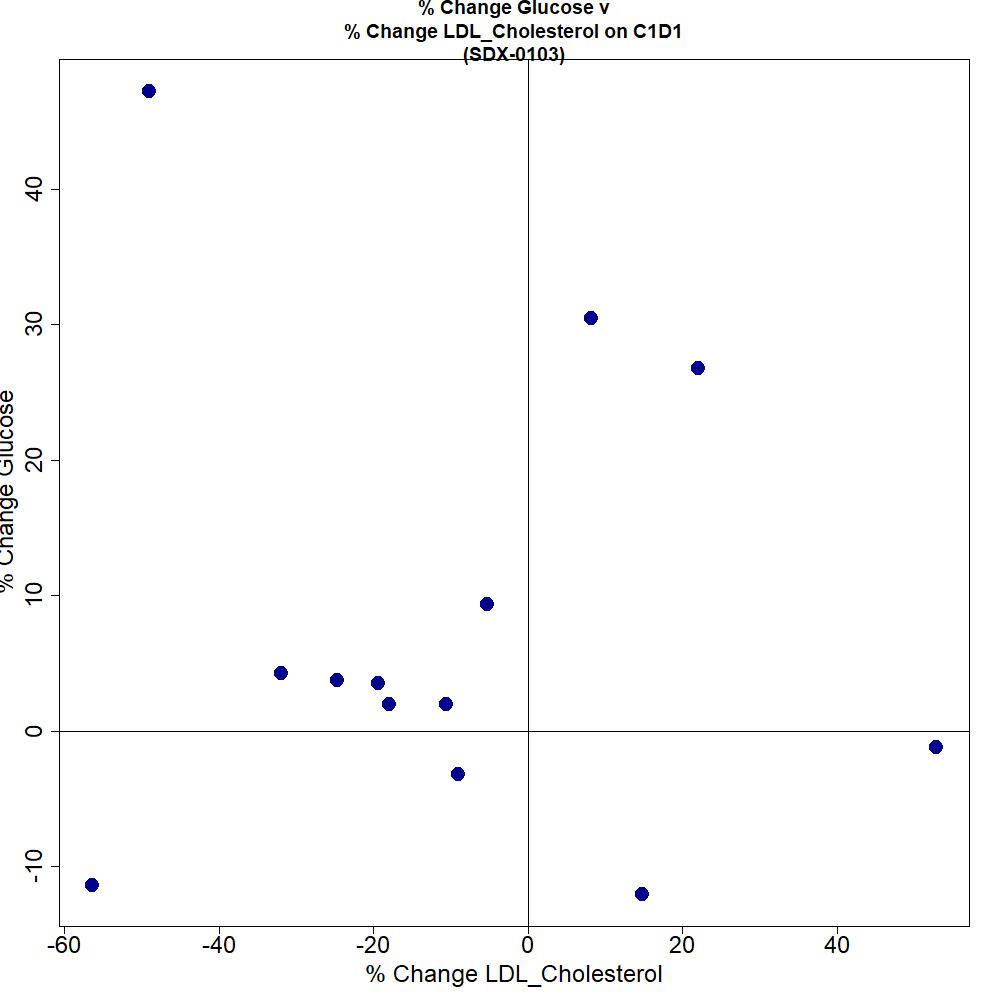 % Change Glucose v
% Change LDL_Cholesterol on C1D1
(SDX-0103)
% Change Glucose
40
30
20
10
0
-10
-60
-40
-20
0
20
40
% Change LDL_Cholesterol